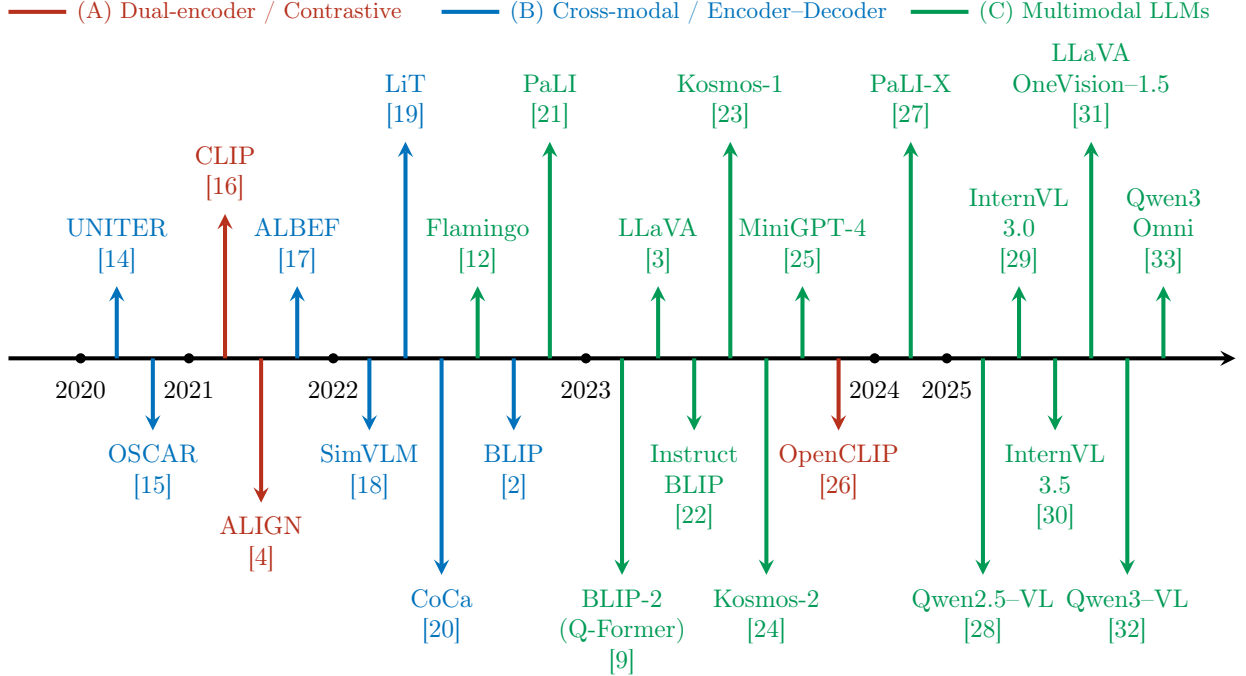 (A) Dual-encoder / Contrastive
(B) Cross-modal / Encoder–Decoder
(C) Multimodal LLMs
LiT
[19]
PaLI
[21]
Kosmos-1
[23]
PaLI-X
[27]
LLaVA
OneVision–1.5
[31]
CLIP
[16]
UNITER
[14]
ALBEF
[17]
Flamingo
[12]
LLaVA
[3]
MiniGPT-4
[25]
InternVL
3.0
[29]
Qwen3
Omni
[33]
2020
2021
2022
2023
2024
2025
OSCAR
[15]
ALIGN
[4]
SimVLM
[18]
CoCa
[20]
BLIP
[2]
BLIP-2
(Q-Former)
[9]
Instruct
BLIP
[22]
Kosmos-2
[24]
OpenCLIP
[26]
Qwen2.5–VL
[28]
InternVL
3.5
[30]
Qwen3–VL
[32]